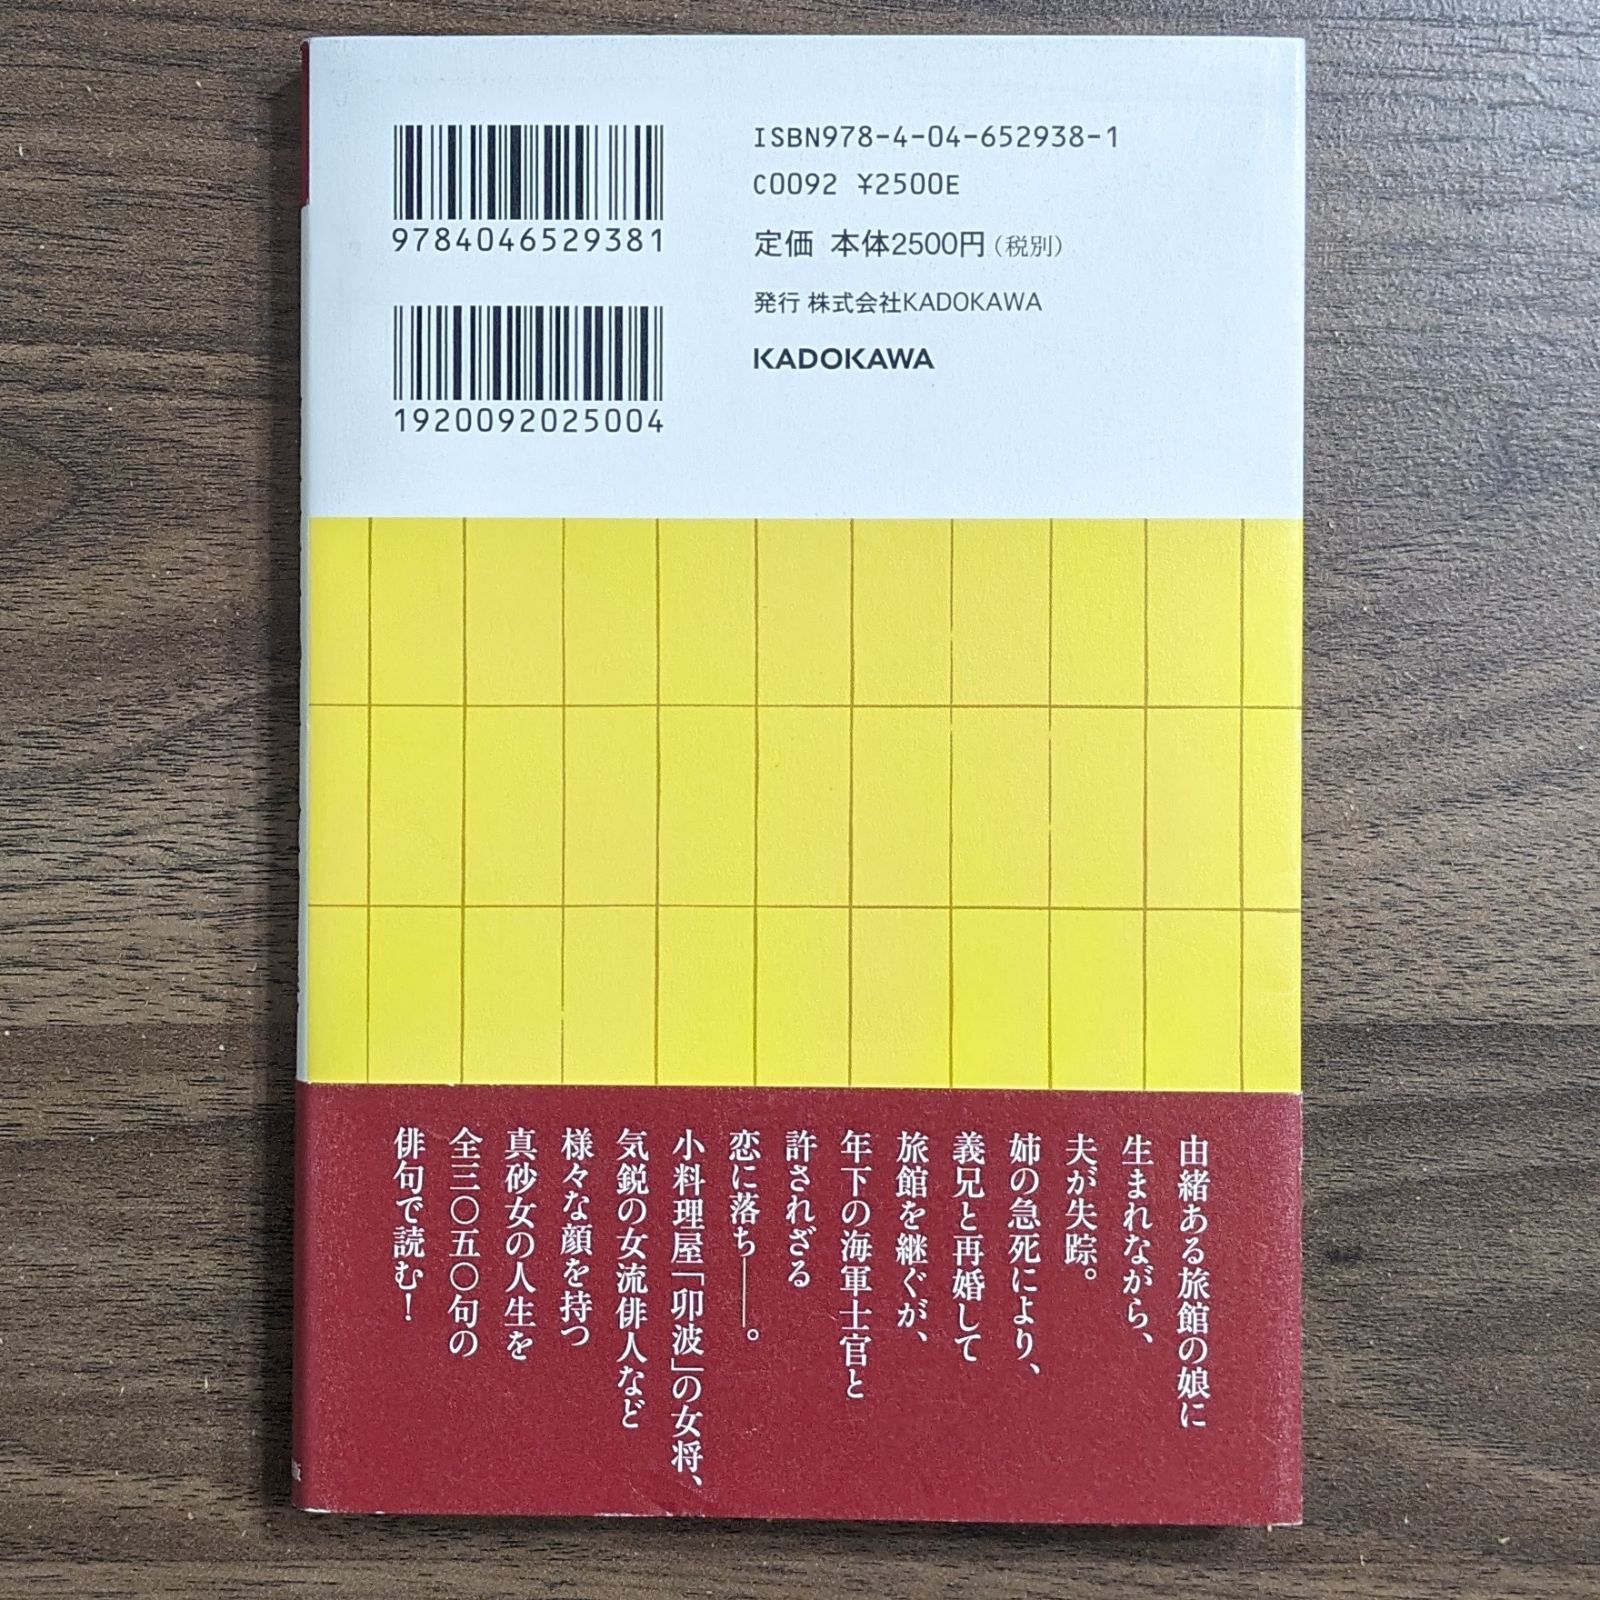 9784046529381
1920092025004
ISBN978-4-04-652938-1
C0092 ¥2500E
定価 本体2500円(税別)
発行 株式会社KADOKAWA
KADOKAWA
由緒ある旅館の娘に
生まれながら、
夫が失踪。
姉の急死により、
義兄と再婚して
旅館を継ぐが、
年下の海軍士官と
許されざる
恋に落ち――。
小料理屋「卯波」の女将、
気鋭の女流俳人など
様々な顔を持つ
真砂女の人生を
全三〇五〇句の
俳句で読む!
版